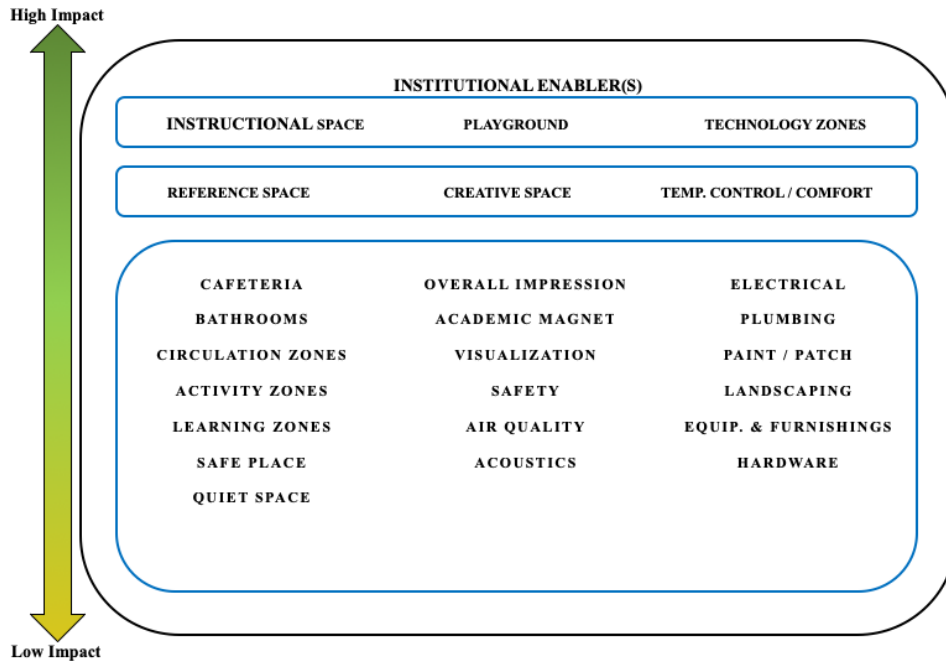 High Impact
INSTITUTIONAL ENABLER(S)
INSTRUCTIONAL SPACE PLAYGROUND TECHNOLOGY ZONES
REFERENCE SPACE CREATIVE SPACE TEMP. CONTROL / COMFORT
CAFETERIA OVERALL IMPRESSION ELECTRICAL
BATHROOMS ACADEMIC MAGNET PLUMBING
CIRCULATION ZONES VISUALIZATION PAINT / PATCH
ACTIVITY ZONES SAFETY LANDSCAPING
LEARNING ZONES AIR QUALITY EQUIP. & FURNISHINGS
SAFE PLACE ACOUSTICS HARDWARE
QUIET SPACE
Low Impact